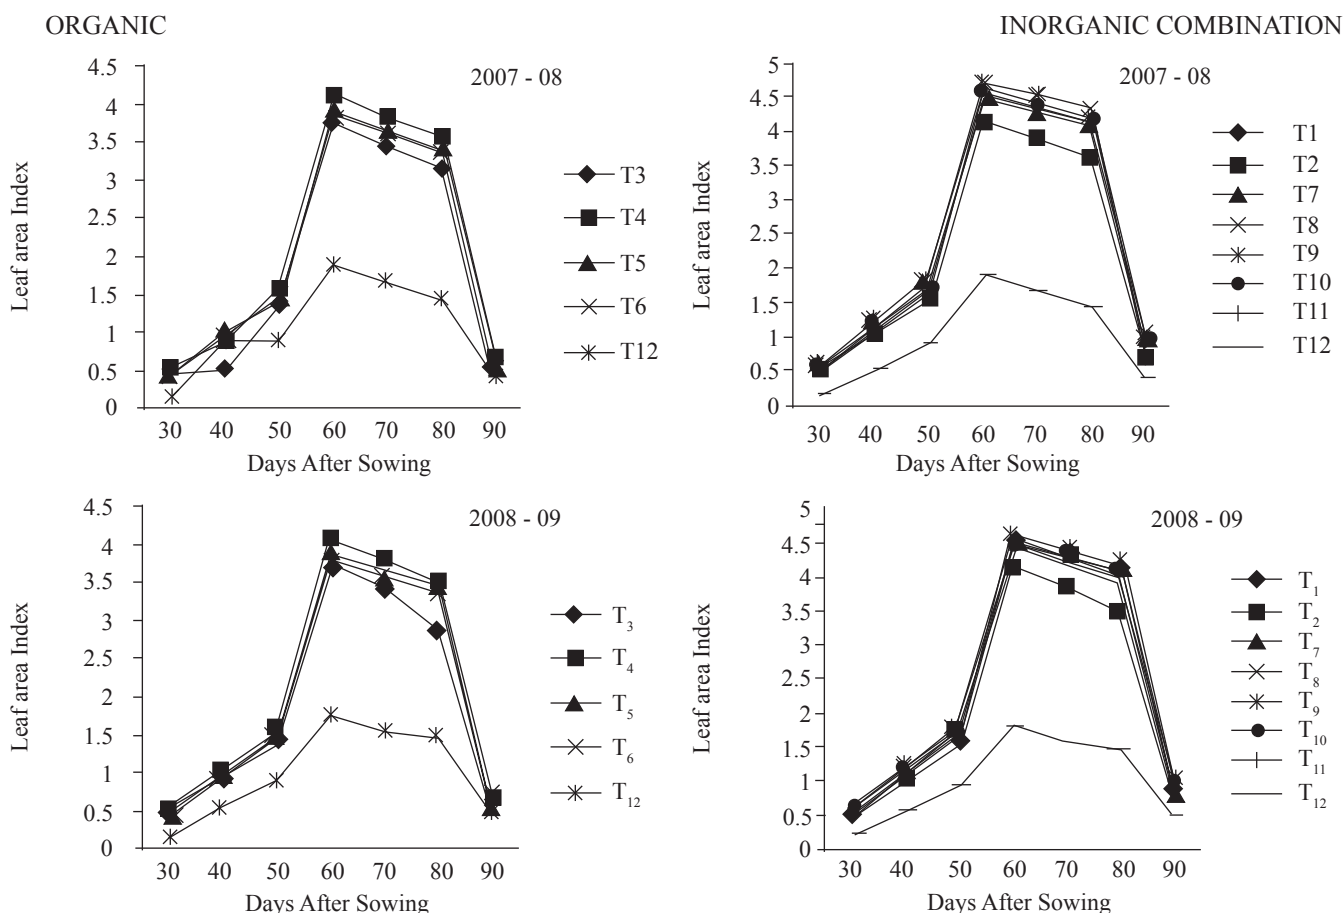 ORGANIC
INORGANIC COMBINATION
2007 - 08
Leaf area Index
4.5
4
3.5
3
2.5
2
1.5
1
0.5
0
30 40 50 60 70 80 90
Days After Sowing
T3
T4
T5
T6
T12
2007 - 08
Leaf area Index
5
4.5
4
3.5
3
2.5
2
1.5
1
0.5
0
30 40 50 60 70 80 90
Days After Sowing
T1
T2
T7
T8
T9
T10
T11
T12
2008 - 09
Leaf area Index
4.5
4
3.5
3
2.5
2
1.5
1
0.5
0
30 40 50 60 70 80 90
Days After Sowing
T₃
T₄
T₅
T₆
T₁₂
2008 - 09
Leaf area Index
5
4.5
4
3.5
3
2.5
2
1.5
1
0.5
0
30 40 50 60 70 80 90
Days After Sowing
T₁
T₂
T₇
T₈
T₉
T₁₀
T₁₁
T₁₂